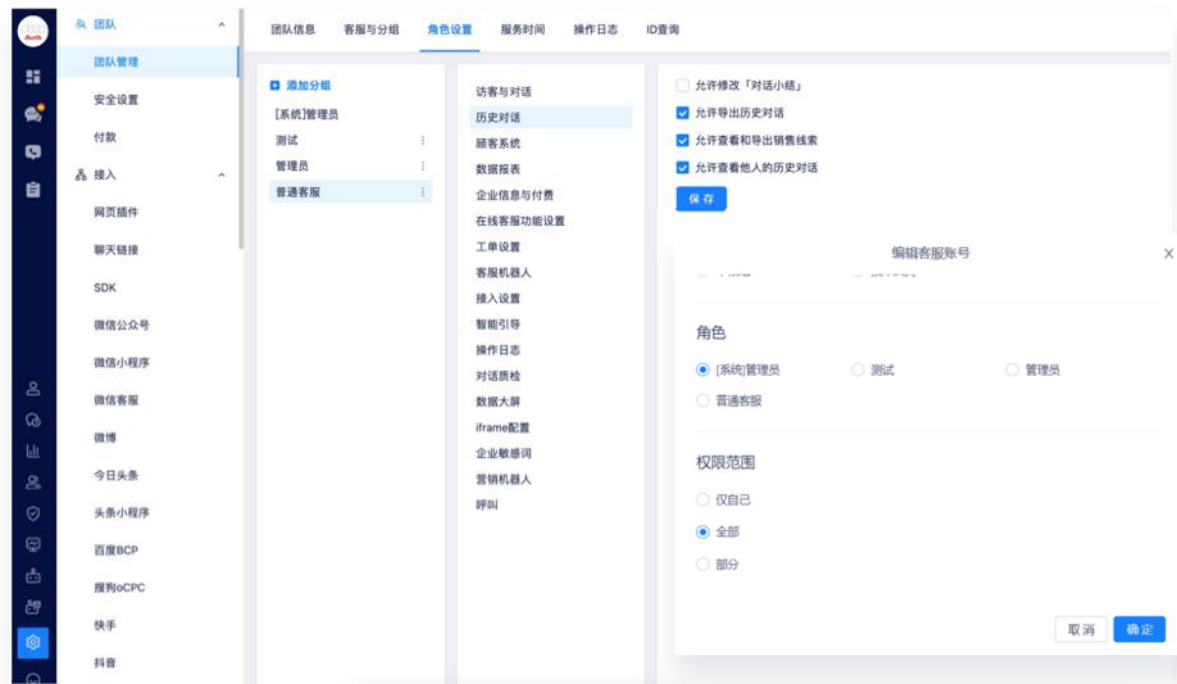 团队
团队管理
安全设置
付款
接入
网页插件
聊天链接
SDK
微信公众号
微信小程序
微信客服
微博
今日头条
头条小程序
百度BCP
搜狗oCPC
快手
抖音
团队信息 客服与分组 角色设置 服务时间 操作日志 ID查询
添加分组
[系统]管理员
测试
管理员
普通客服
访客与对话
历史对话
顾客系统
数据报表
企业信息与付费
在线客服功能设置
工单设置
客服机器人
接入设置
智能引导
操作日志
对话质检
数据大屏
iframe配置
企业敏感词
营销机器人
呼叫
允许修改「对话小结」
允许导出历史对话
允许查看和导出销售线索
允许查看他人的历史对话
保存
编辑客服账号
角色
[系统]管理员 测试 管理员
普通客服
权限范围
仅自己
全部
部分
取消 确定